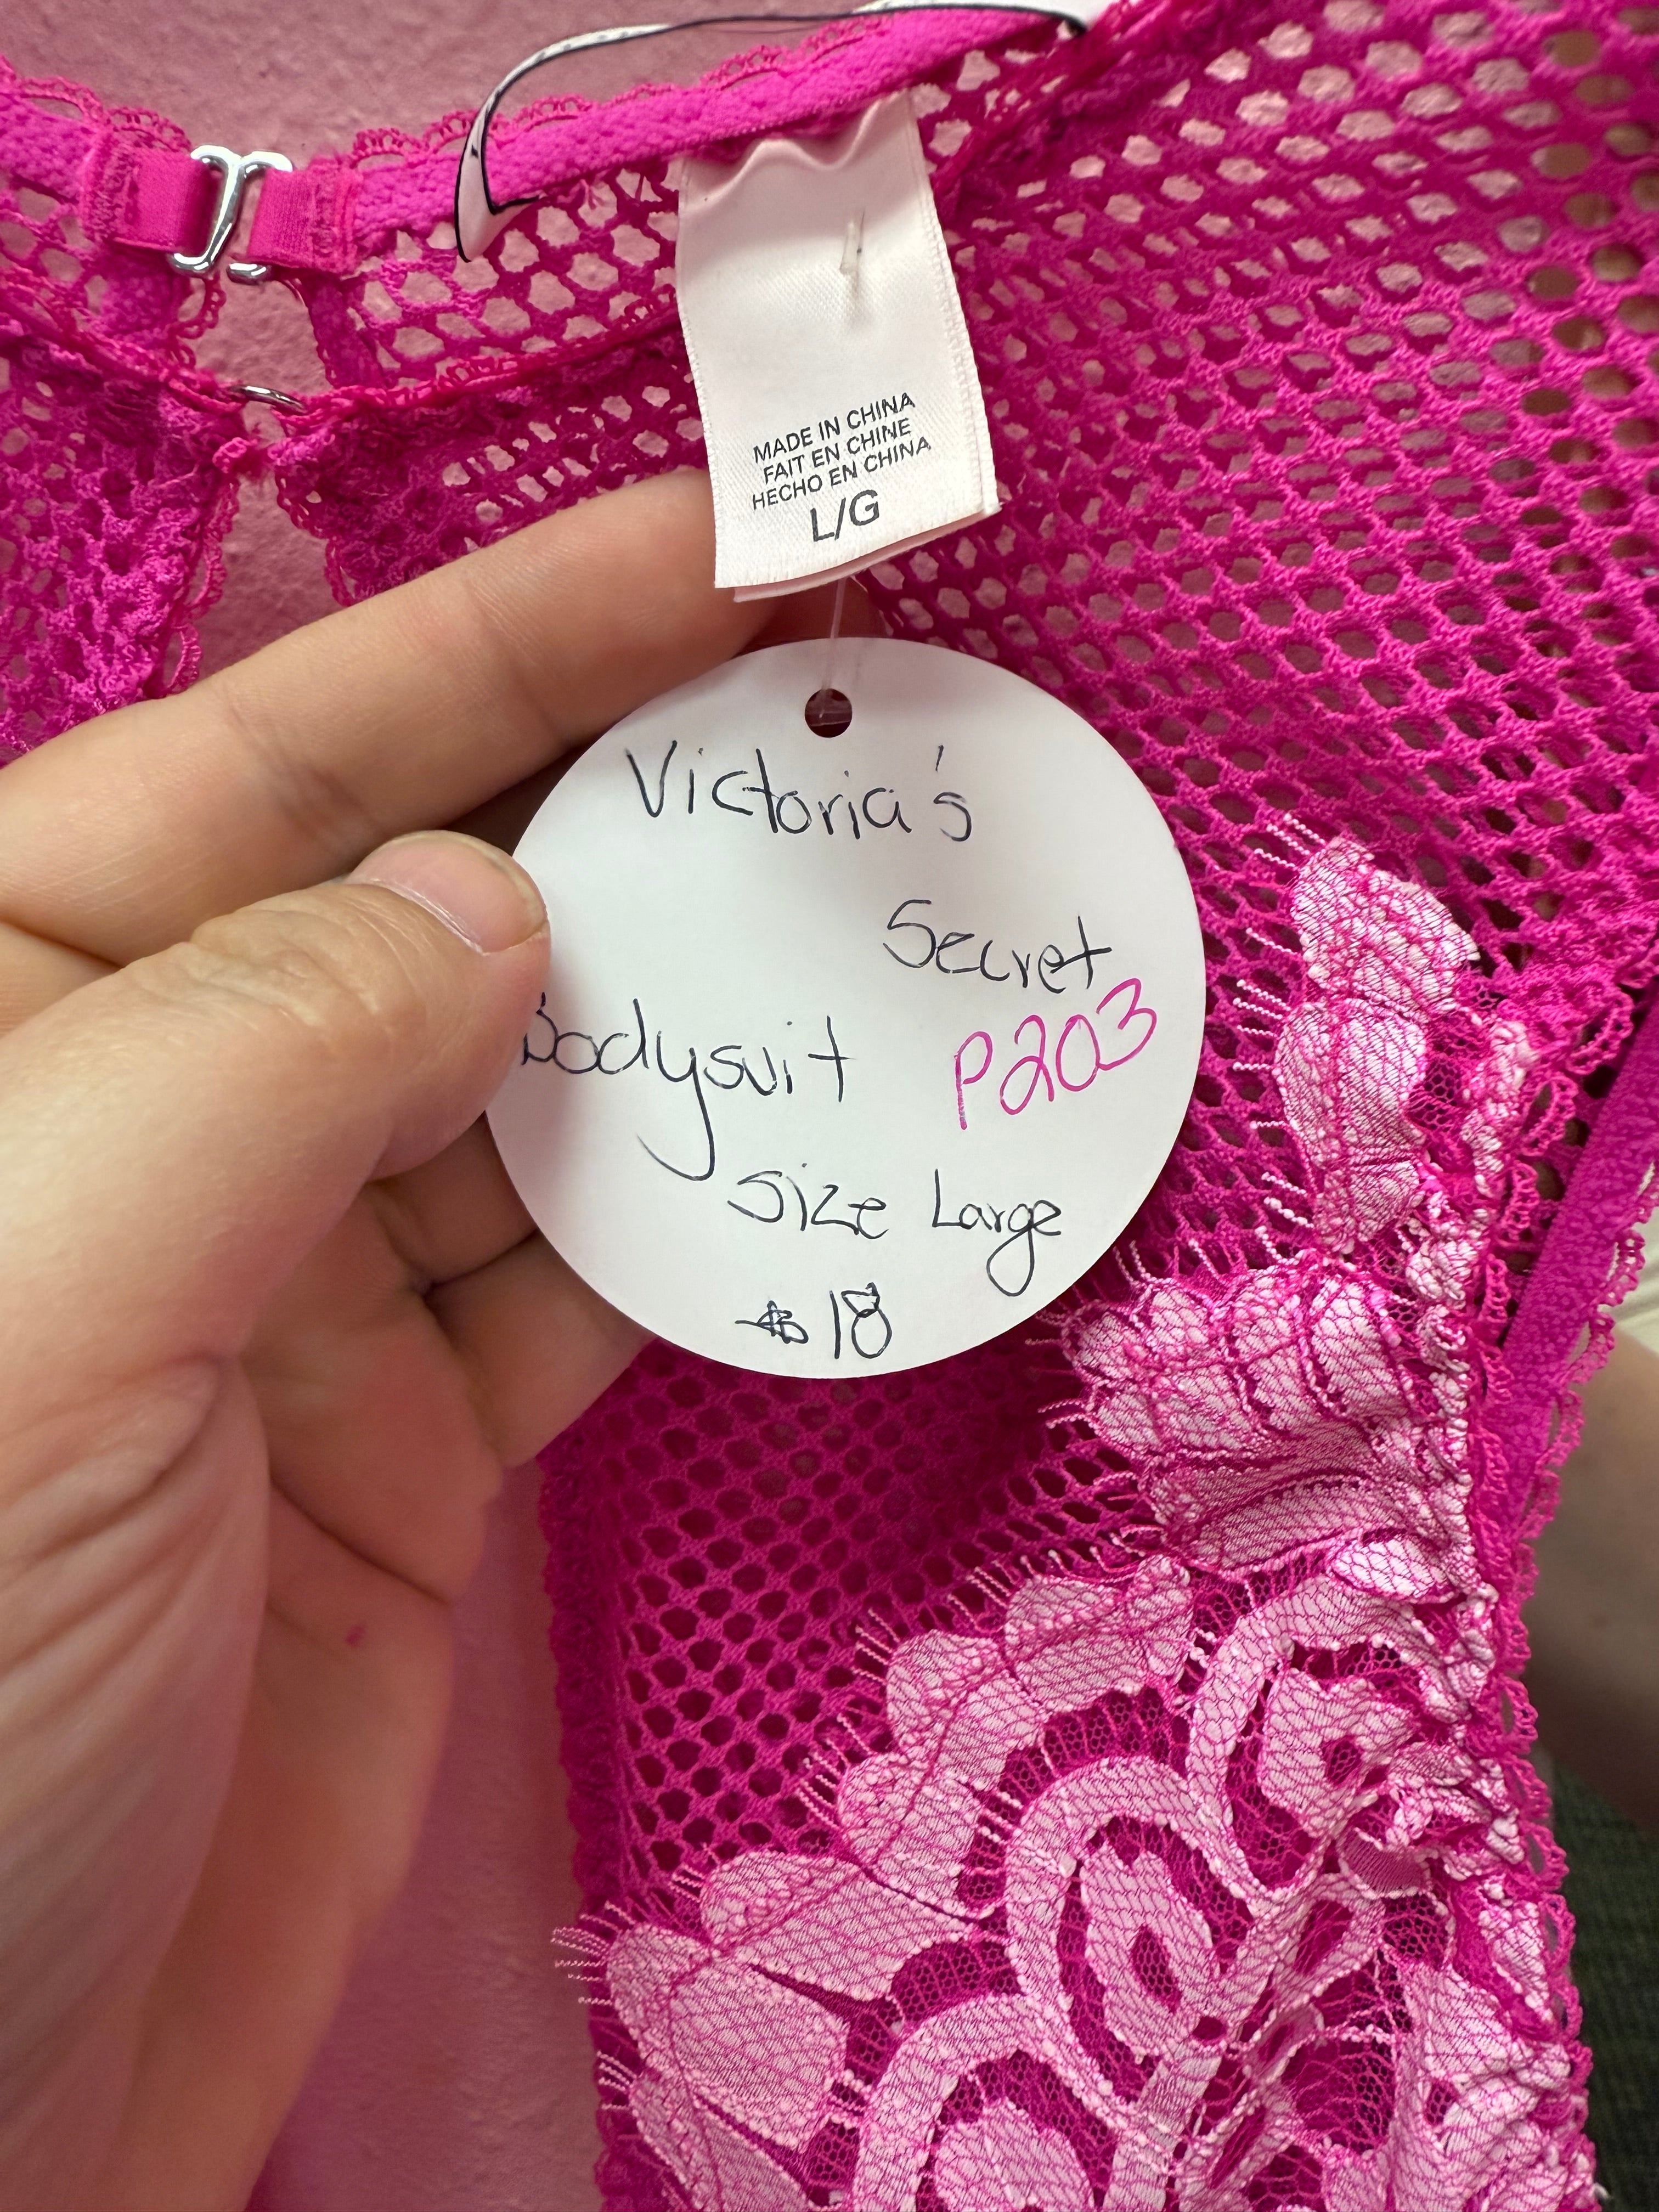 MADE IN CHINA
FAIT EN CHINE
HECHO EN CHINA
L/G
Victoria's
Secret
Bodysuit P203
Size Large
$18